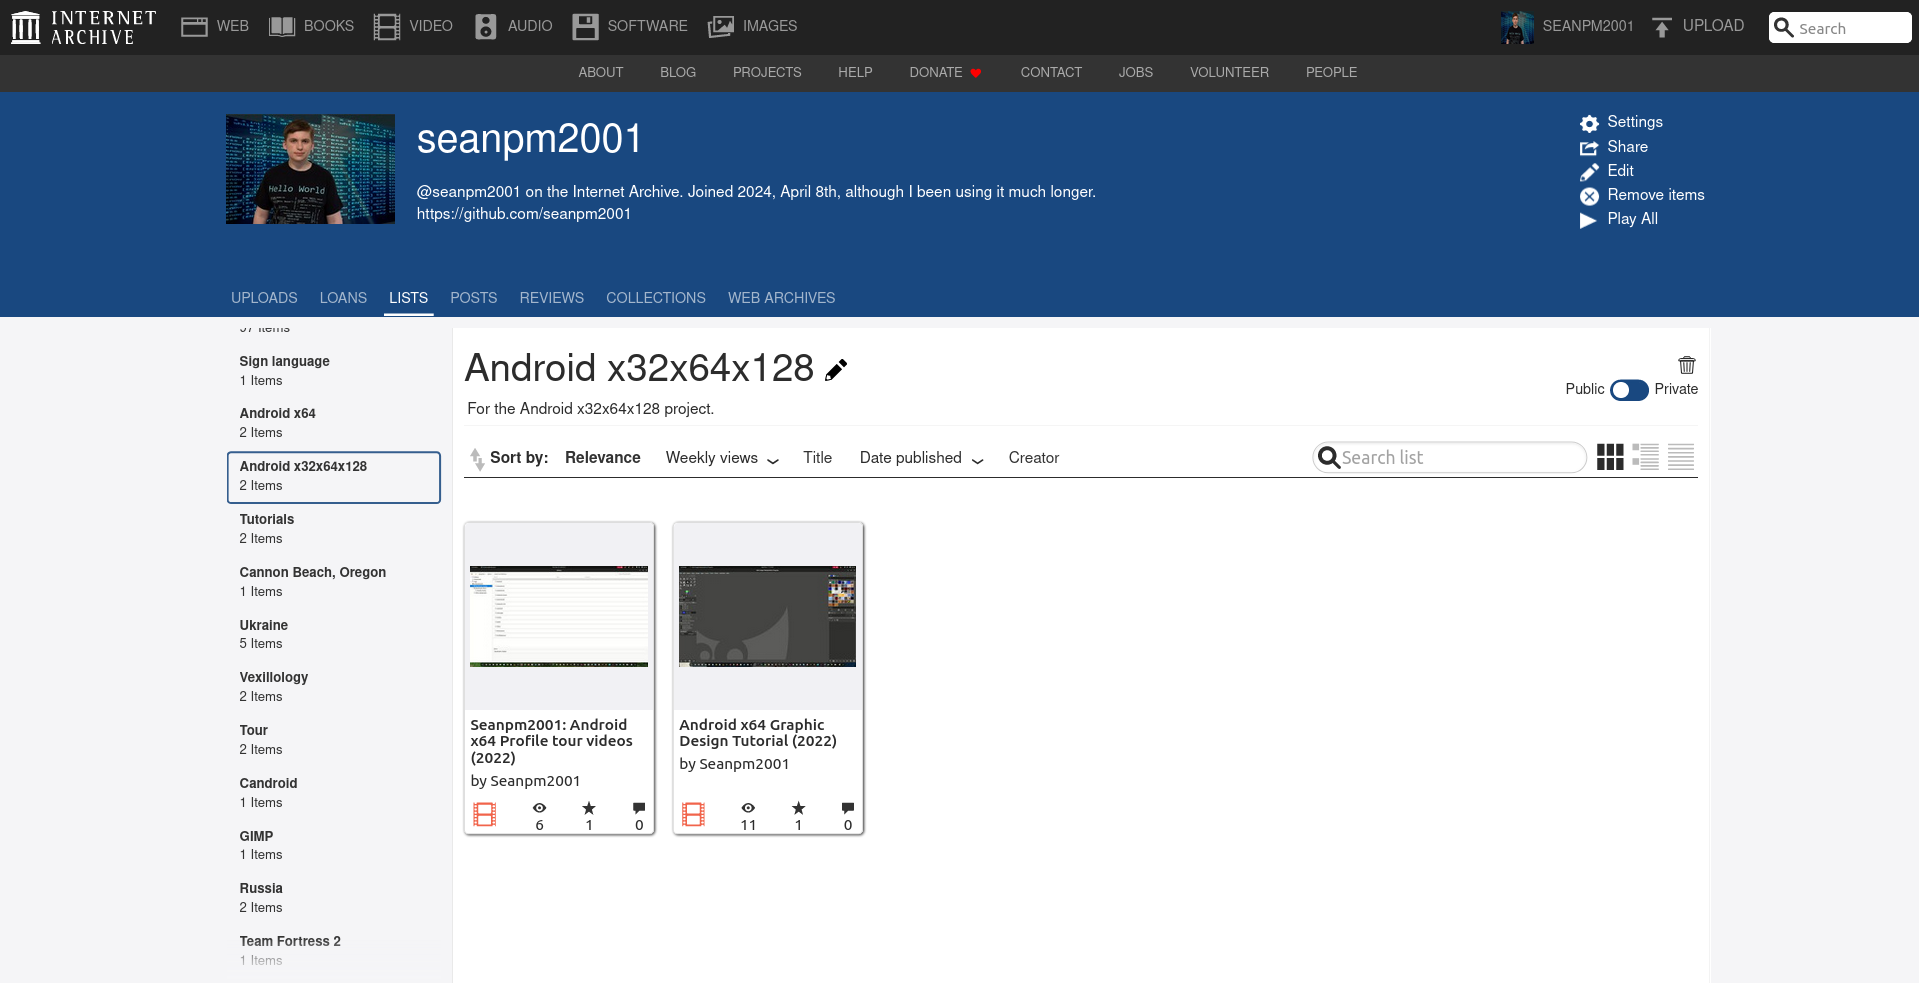 INTERNET ARCHIVE
WEB BOOKS VIDEO AUDIO SOFTWARE IMAGES SEANPM2001 UPLOAD Search
ABOUT BLOG PROJECTS HELP DONATE CONTACT JOBS VOLUNTEER PEOPLE
Hello World
seanpm2001
@seanpm2001 on the Internet Archive. Joined 2024, April 8th, although I been using it much longer.
https://github.com/seanpm2001
Settings
Share
Edit
Remove items
Play All
UPLOADS LOANS LISTS POSTS REVIEWS COLLECTIONS WEB ARCHIVES
Sign language
1 Items
Android x64
2 Items
Android x32x64x128
2 Items
Tutorials
2 Items
Cannon Beach, Oregon
1 Items
Ukraine
5 Items
Vexillology
2 Items
Tour
2 Items
Candroid
1 Items
GIMP
1 Items
Russia
2 Items
Team Fortress 2
1 Items
Android x32x64x128
For the Android x32x64x128 project.
Public Private
Sort by: Relevance Weekly views Title Date published Creator Search list
Seanpm2001: Android
x64 Profile tour videos
(2022)
by Seanpm2001
6 1 0
Android x64 Graphic
Design Tutorial (2022)
by Seanpm2001
11 1 0